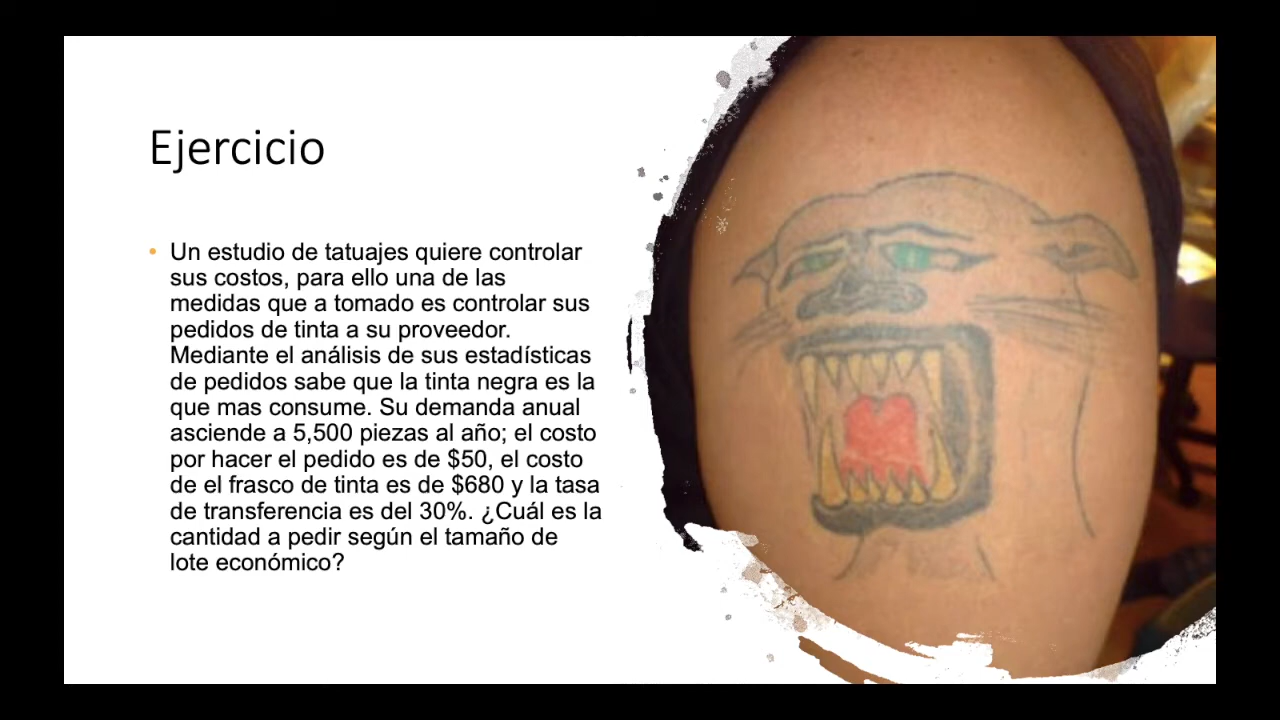 Ejercicio
• Un estudio de tatuajes quiere controlar
sus costos, para ello una de las
medidas que a tomado es controlar sus
pedidos de tinta a su proveedor.
Mediante el análisis de sus estadísticas
de pedidos sabe que la tinta negra es la
que mas consume. Su demanda anual
asciende a 5,500 piezas al año; el costo
por hacer el pedido es de $50, el costo
de el frasco de tinta es de $680 y la tasa
de transferencia es del 30%. ¿Cuál es la
cantidad a pedir según el tamaño de
lote económico?